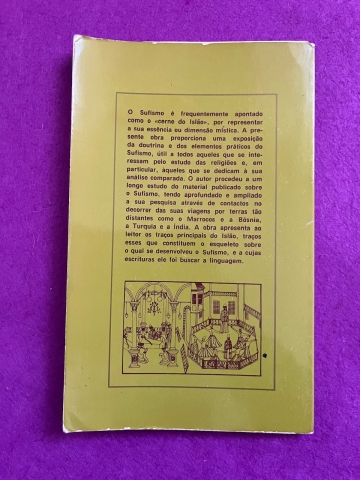 O Sufismo é frequentemente apontado
como o «cerne do Islão», por representar
a sua essência ou dimensão mística. A pre-
sente obra proporciona uma exposição
da doutrina e dos elementos práticos do
Sufismo, útil a todos aqueles que se inte-
ressam pelo estudo das religiões e, em
particular, àqueles que se dedicam à sua
análise comparada. O autor procedeu a um
longo estudo do material publicado sobre
o Sufismo, tendo aprofundado e ampliado
a sua pesquisa através de contactos no
decorrer das suas viagens por terras tão
distantes como o Marrocos e a Bósnia,
a Turquia e a Índia. A obra apresenta ao
leitor os traços principais do Islão, traços
esses que constituem o esqueleto sobre
o qual se desenvolveu o Sufismo, e a cujas
escrituras ele foi buscar a linguagem.